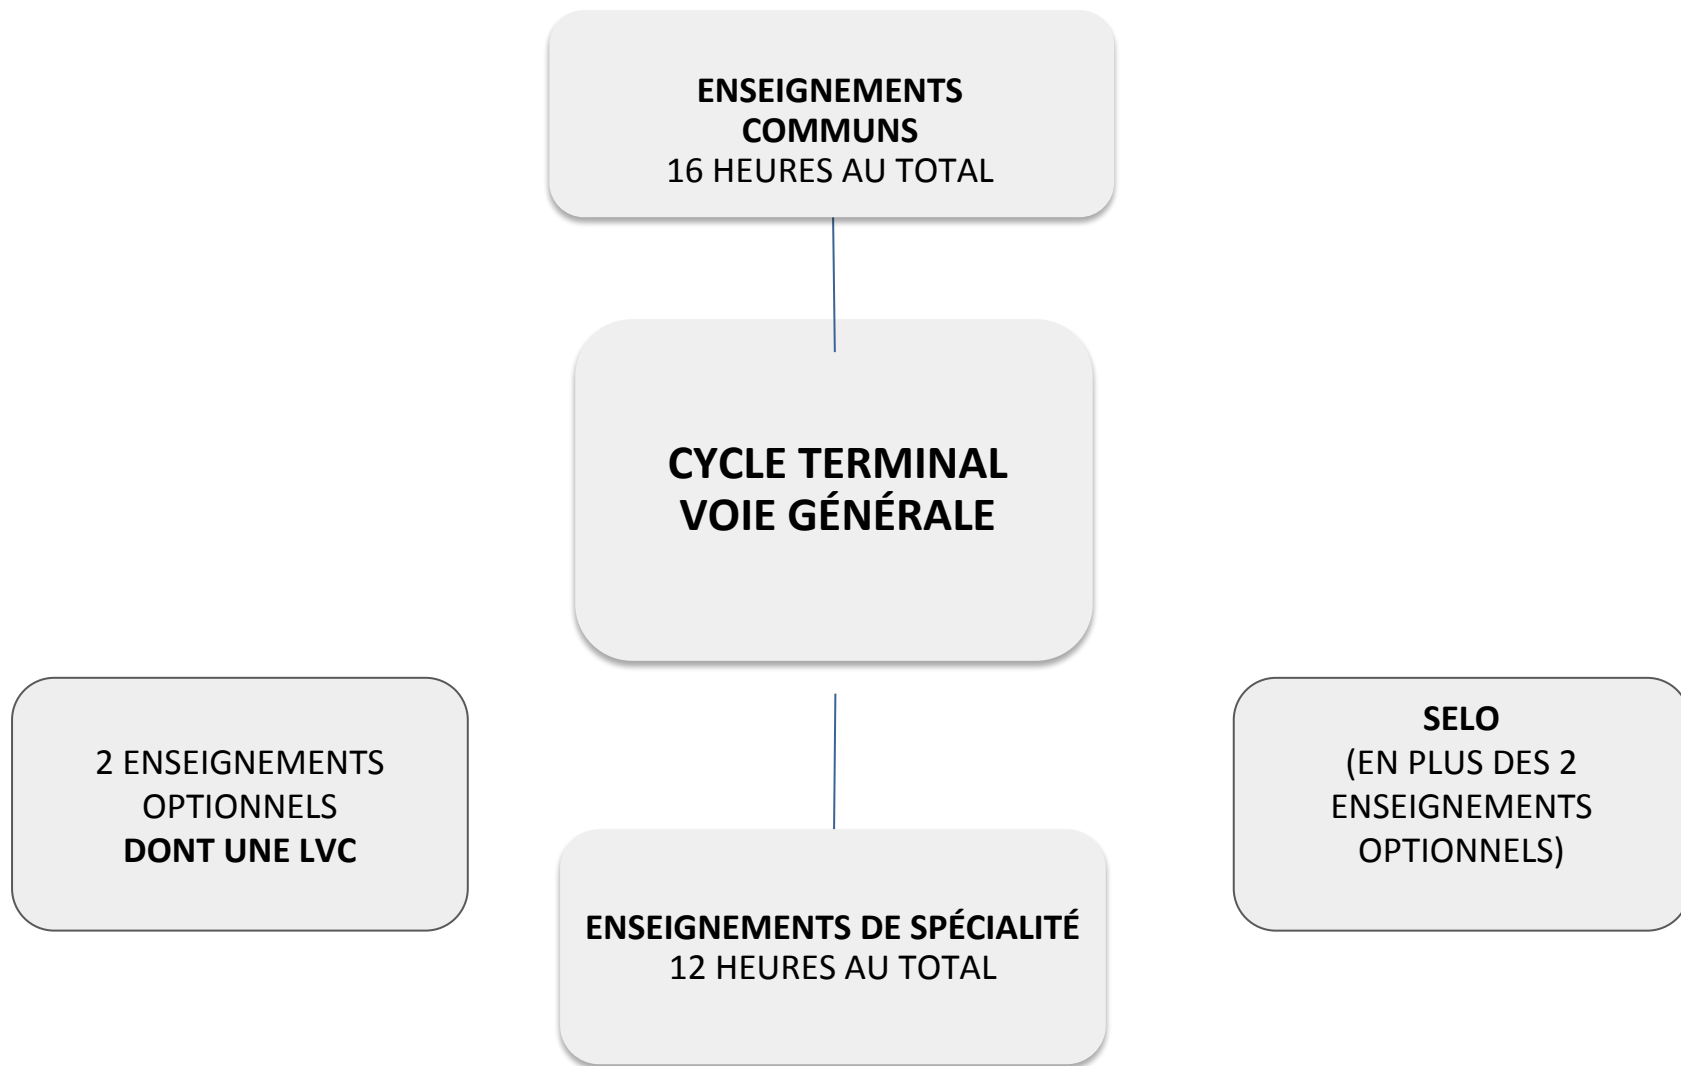 ENSEIGNEMENTS
COMMUNS
16 HEURES AU TOTAL
CYCLE TERMINAL
VOIE GÉNÉRALE
2 ENSEIGNEMENTS
OPTIONNELS
DONT UNE LVC
SELO
(EN PLUS DES 2
ENSEIGNEMENTS
OPTIONNELS)
ENSEIGNEMENTS DE SPÉCIALITÉ
12 HEURES AU TOTAL